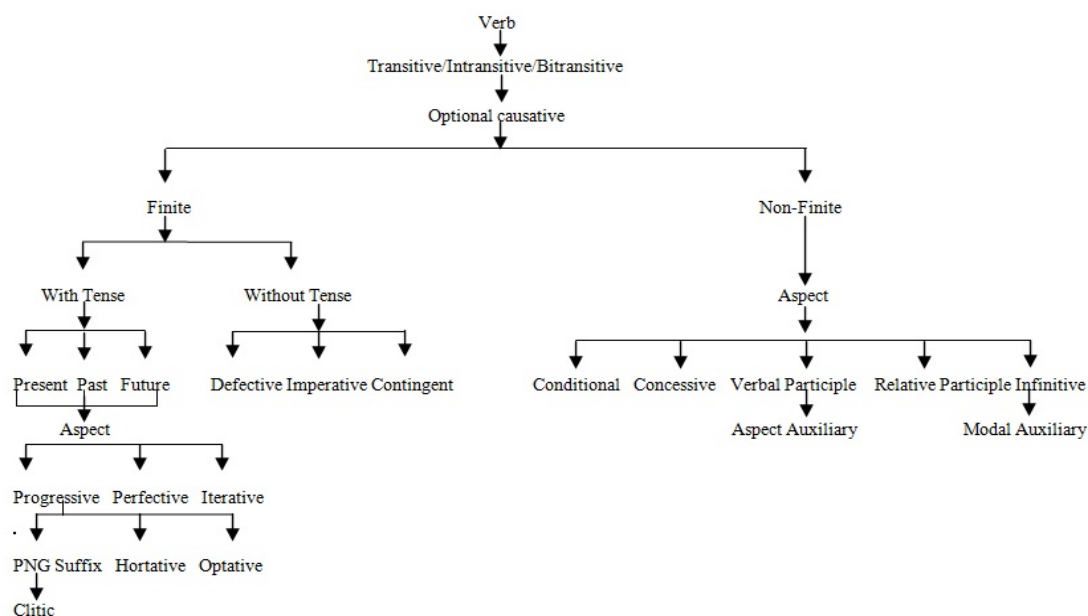 Verb
Transitive/Intransitive/Bitransitive
Optional causative
Finite Non-Finite
With Tense Without Tense Aspect
Present Past Future Defective Imperative Contingent Conditional Concessive Verbal Participle Relative Participle Infinitive
Aspect Aspect Auxiliary Modal Auxiliary
Progressive Perfective Iterative
PNG Suffix Hortative Optative
Clitic